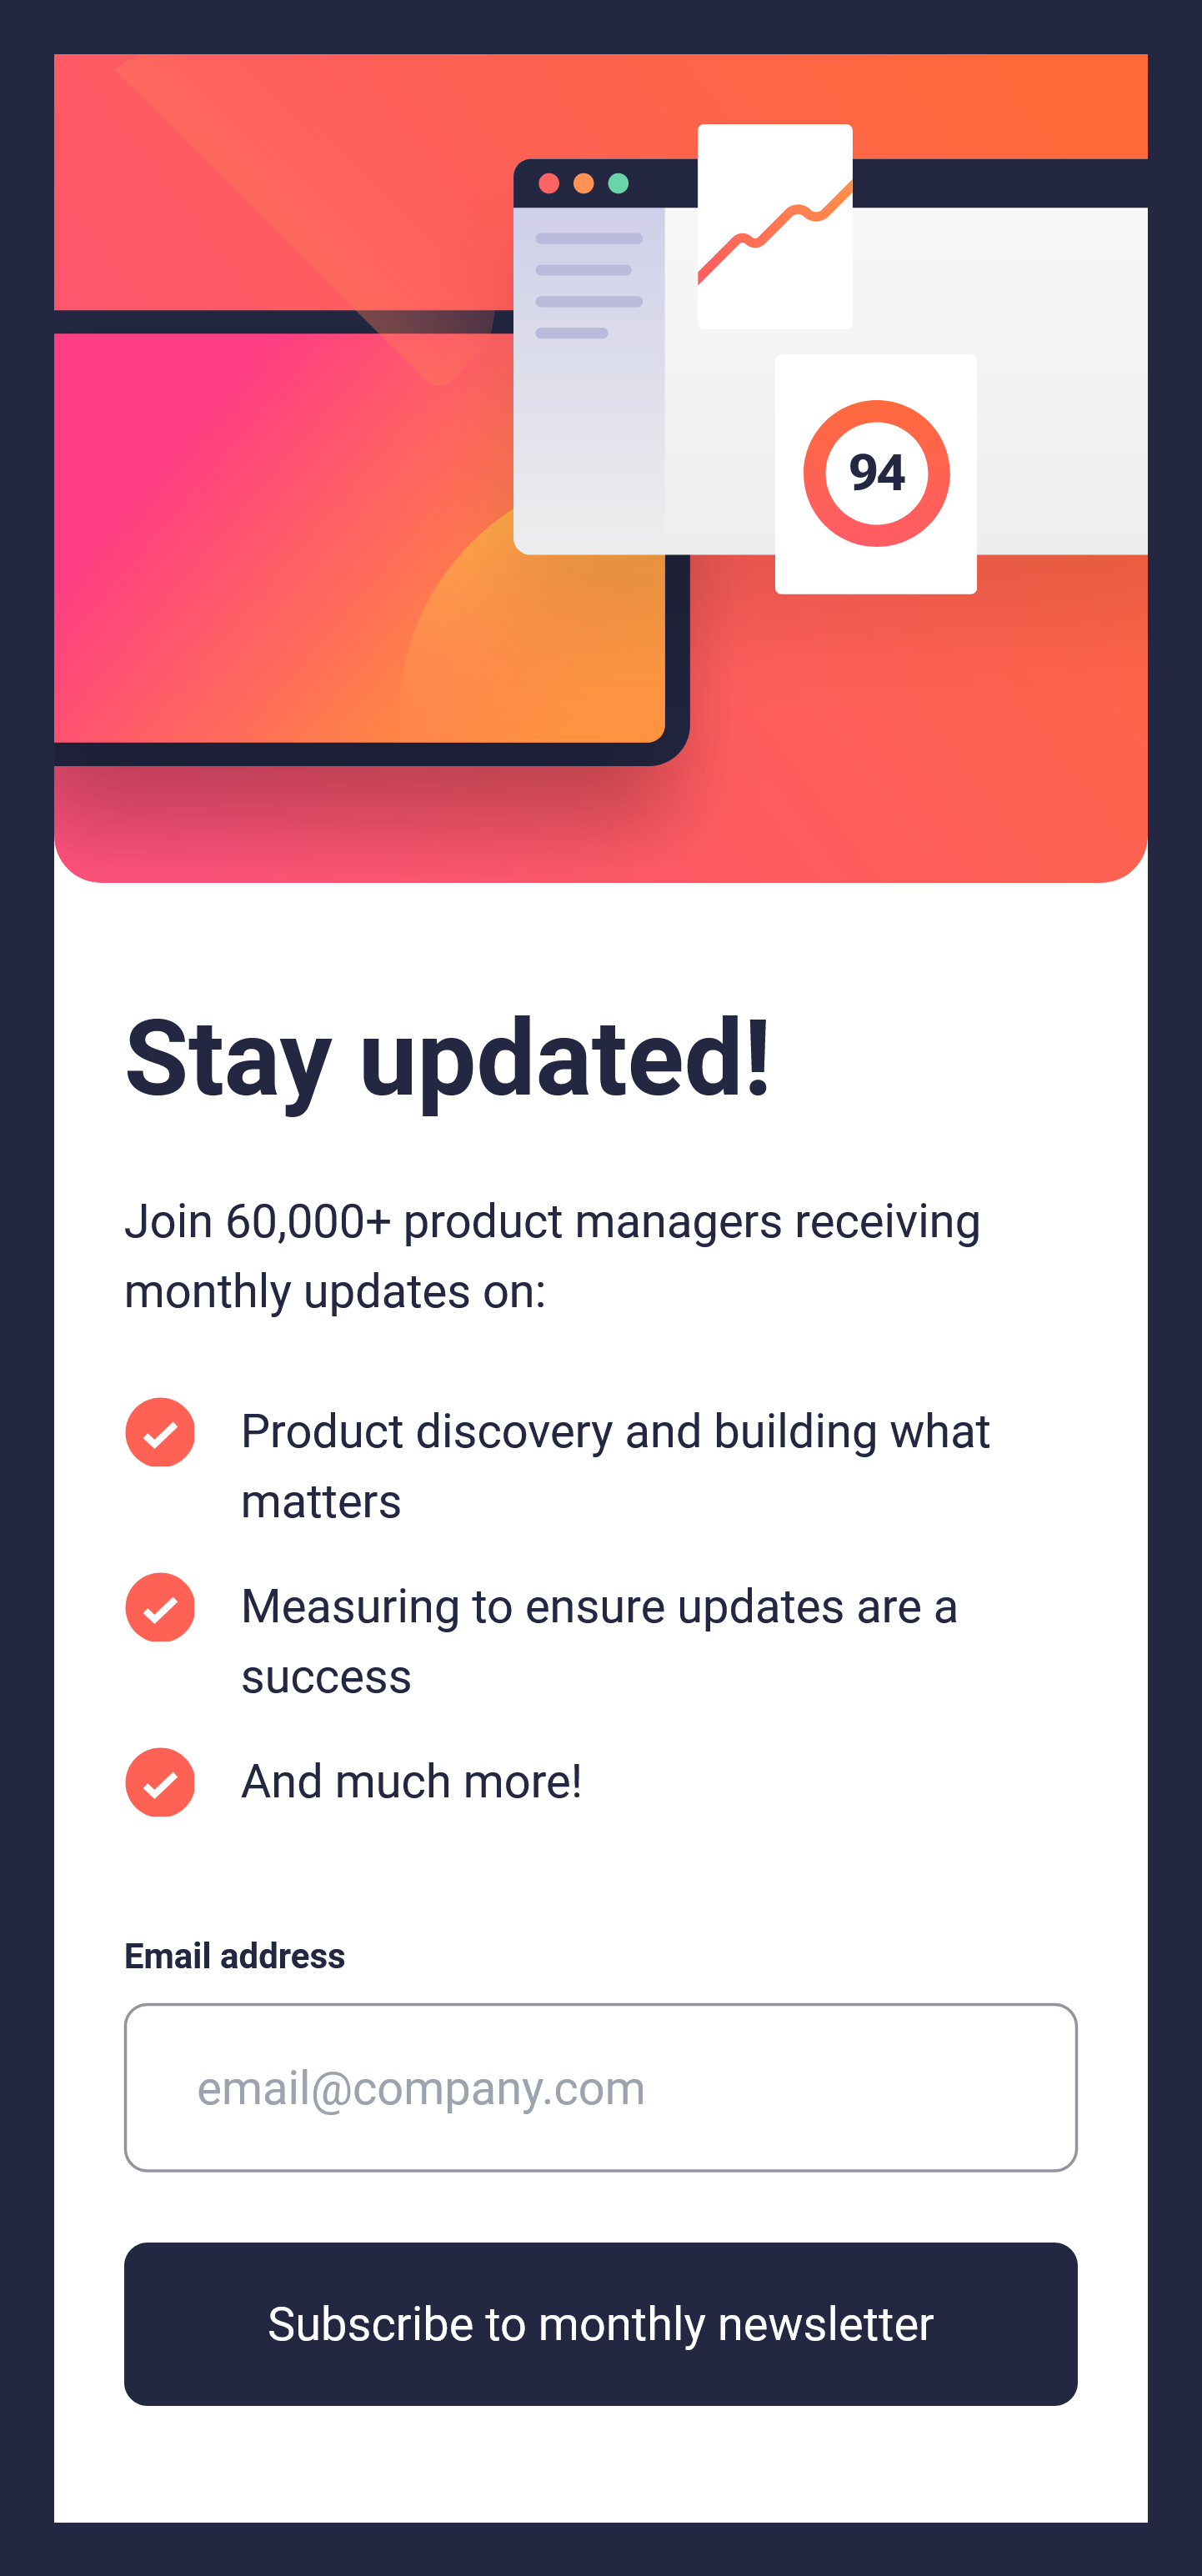 94
Stay updated!
Join 60,000+ product managers receiving
monthly updates on:
Product discovery and building what
matters
Measuring to ensure updates are a
success
And much more!
Email address
email@company.com
Subscribe to monthly newsletter